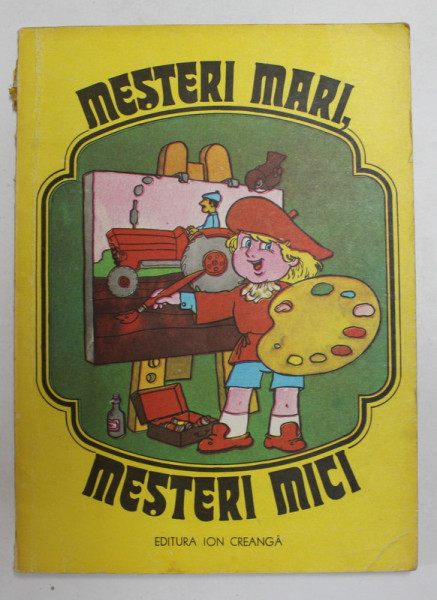 MEȘTERI MARI,
MEȘTERI MICI
EDITURA ION CREANGĂ